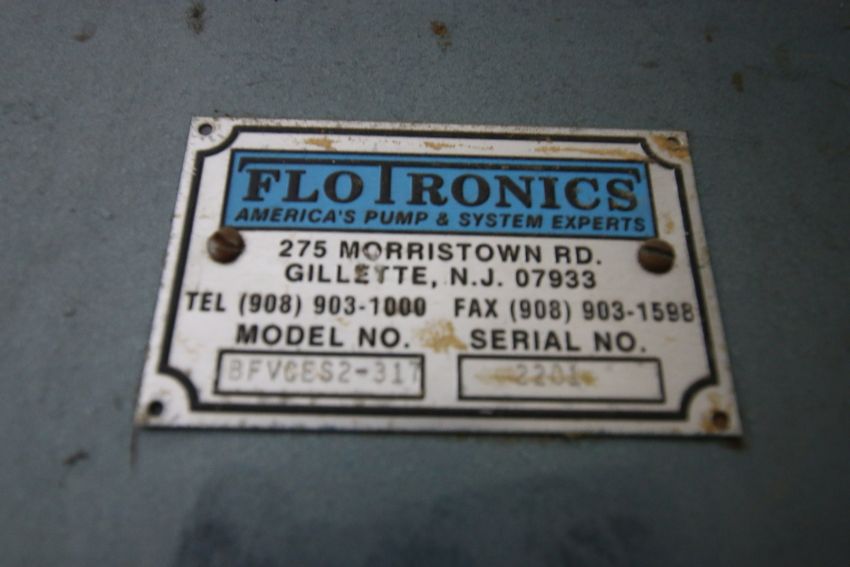 FLOTRONICS
AMERICA'S PUMP & SYSTEM EXPERTS
275 MORRISTOWN RD.
GILLETTE, N.J. 07933
TEL (908) 903-1000 FAX (908) 903-1598
MODEL NO. SERIAL NO.
BFVCES2-317 2201